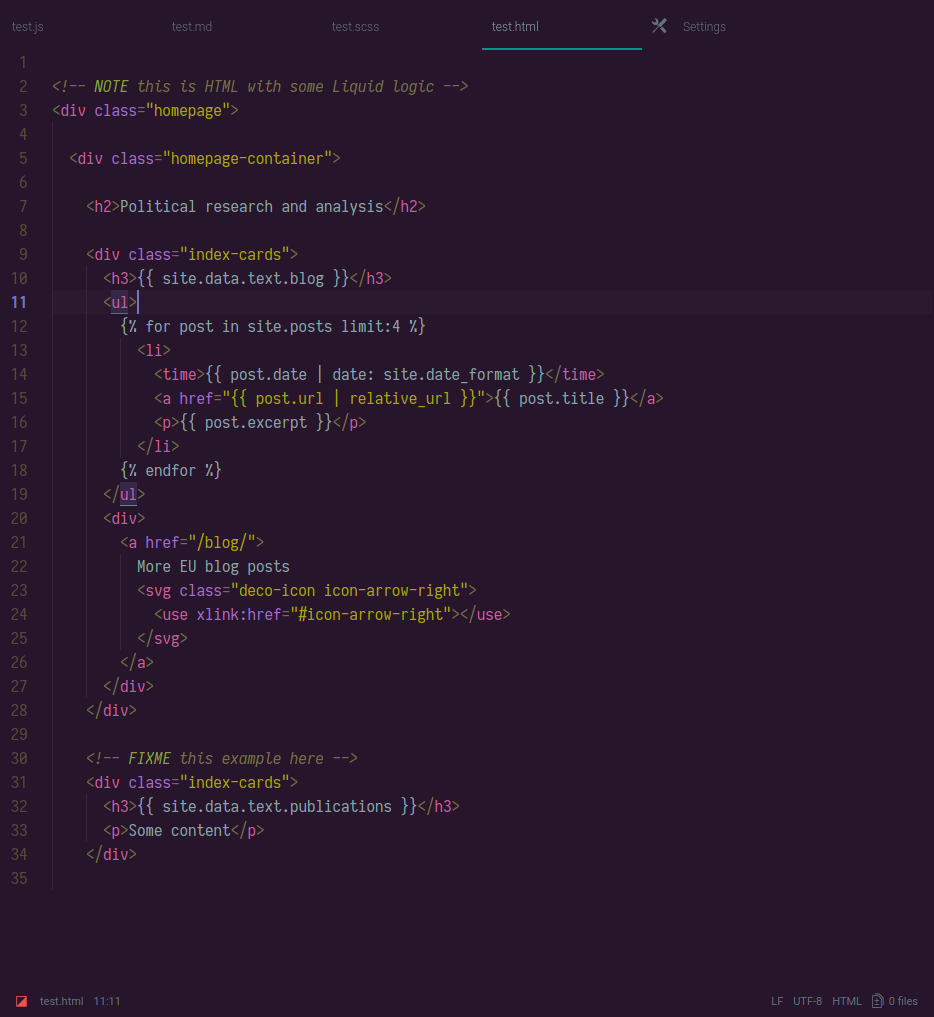 test.js test.md test.scss test.html Settings
1
2 <!-- NOTE this is HTML with some Liquid logic -->
3 <div class="homepage">
4
5   <div class="homepage-container">
6
7     <h2>Political research and analysis</h2>
8
9     <div class="index-cards">
10       <h3>{{ site.data.text.blog }}</h3>
11       <ul>
12         {% for post in site.posts limit:4 %}
13           <li>
14             <time>{{ post.date | date: site.date_format }}</time>
15             <a href="{{ post.url | relative_url }}">{{ post.title }}</a>
16             <p>{{ post.excerpt }}</p>
17           </li>
18         {% endfor %}
19       </ul>
20       <div>
21         <a href="/blog/">
22           More EU blog posts
23           <svg class="deco-icon icon-arrow-right">
24             <use xlink:href="#icon-arrow-right"></use>
25           </svg>
26         </a>
27       </div>
28     </div>
29
30     <!-- FIXME this example here -->
31     <div class="index-cards">
32       <h3>{{ site.data.text.publications }}</h3>
33       <p>Some content</p>
34     </div>
35
test.html 11:11 LF UTF-8 HTML 0 files